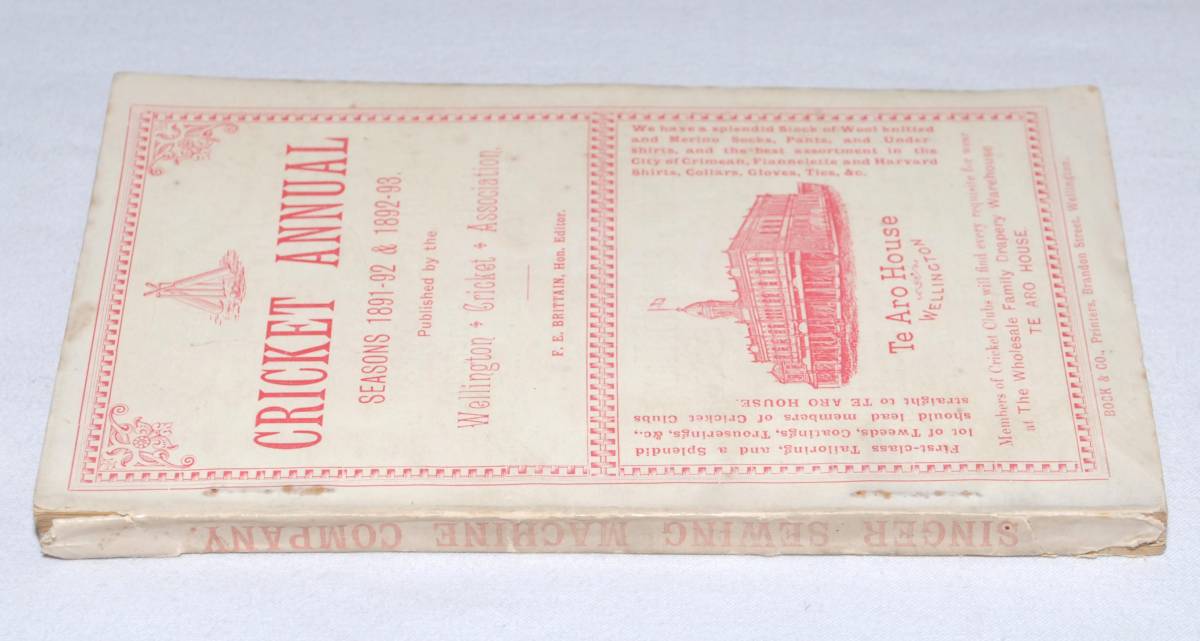 CRICKET ANNUAL
SEASONS 1891-92 & 1892-93.
Published by the
Wellington Cricket Association.
F. E. BRITTAIN, Hon. Editor.
We have a splendid Stock of Wool knitted
and Merino Socks, Pants, and Under-
shirts, and the best assortment in the
City of Crimean, Flannelette and Harvard
Shirts, Collars, Gloves, Ties, &c.
First-class Tailoring, and a Splendid
lot of Tweeds, Coatings, Trouserings, &c.,
should lead members of Cricket Clubs
straight to TE ARO HOUSE.
Te Aro House
WELLINGTON
Members of Cricket Clubs will find every requisite for wear
at The Wholesale Family Drapery Warehouse
TE ARO HOUSE.
BOCK & CO., Printers, Brandon Street, Wellington.
SINGER SEWING MACHINE COMPANY.